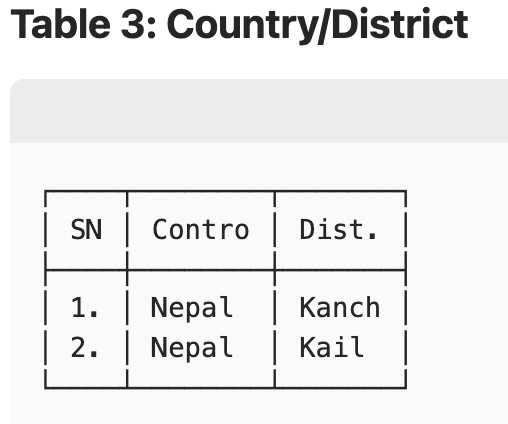 Table 3: Country/District
SN Contro Dist.
1. Nepal Kanch
2. Nepal Kail